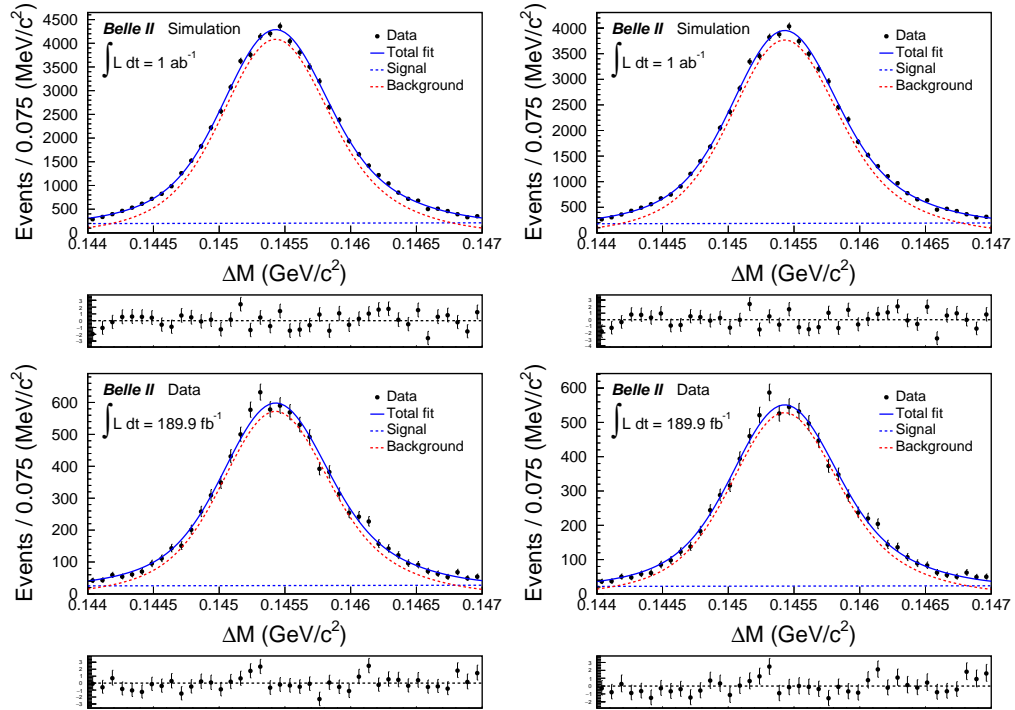 Events / 0.075 (MeV/c²)
4500
4000
3500
3000
2500
2000
1500
1000
500
0
Belle II Simulation
∫ L dt = 1 ab⁻¹
Data
Total fit
Signal
Background
0.144 0.1445 0.145 0.1455 0.146 0.1465 0.147
ΔM (GeV/c²)
Events / 0.075 (MeV/c²)
4000
3500
3000
2500
2000
1500
1000
500
0
Belle II Simulation
∫ L dt = 1 ab⁻¹
Data
Total fit
Signal
Background
0.144 0.1445 0.145 0.1455 0.146 0.1465 0.147
ΔM (GeV/c²)
Events / 0.075 (MeV/c²)
600
500
400
300
200
100
0
Belle II Data
∫ L dt = 189.9 fb⁻¹
Data
Total fit
Signal
Background
0.144 0.1445 0.145 0.1455 0.146 0.1465 0.147
ΔM (GeV/c²)
Events / 0.075 (MeV/c²)
600
500
400
300
200
100
0
Belle II Data
∫ L dt = 189.9 fb⁻¹
Data
Total fit
Signal
Background
0.144 0.1445 0.145 0.1455 0.146 0.1465 0.147
ΔM (GeV/c²)